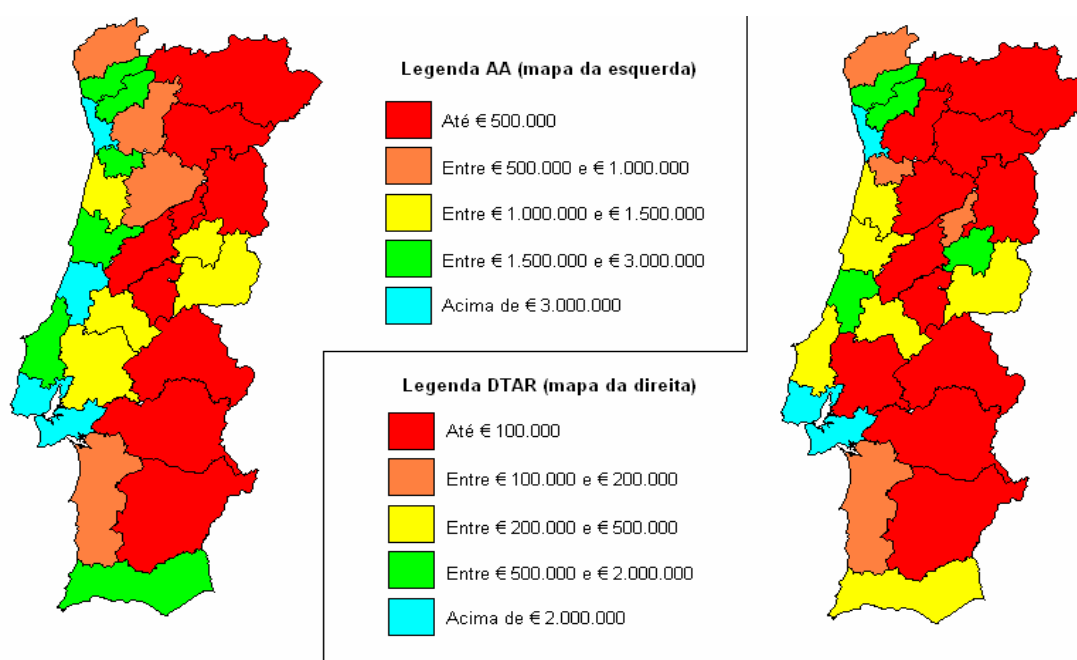 Legenda AA (mapa da esquerda)
Até € 500.000
Entre € 500.000 e € 1.000.000
Entre € 1.000.000 e € 1.500.000
Entre € 1.500.000 e € 3.000.000
Acima de € 3.000.000
Legenda DTAR (mapa da direita)
Até € 100.000
Entre € 100.000 e € 200.000
Entre € 200.000 e € 500.000
Entre € 500.000 e € 2.000.000
Acima de € 2.000.000